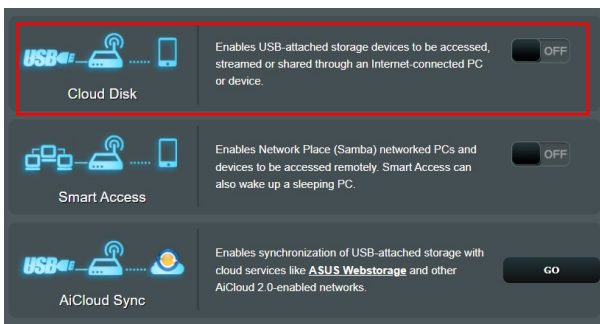 Enables USB-attached storage devices to be accessed,
streamed or shared through an Internet-connected PC
or device.
USB
OFF
Cloud Disk
Enables Network Place (Samba) networked PCs and
devices to be accessed remotely. Smart Access can
also wake up a sleeping PC.
OFF
Smart Access
Enables synchronization of USB-attached storage with
cloud services like ASUS Webstorage and other
AiCloud 2.0-enabled networks.
USB
GO
AiCloud Sync